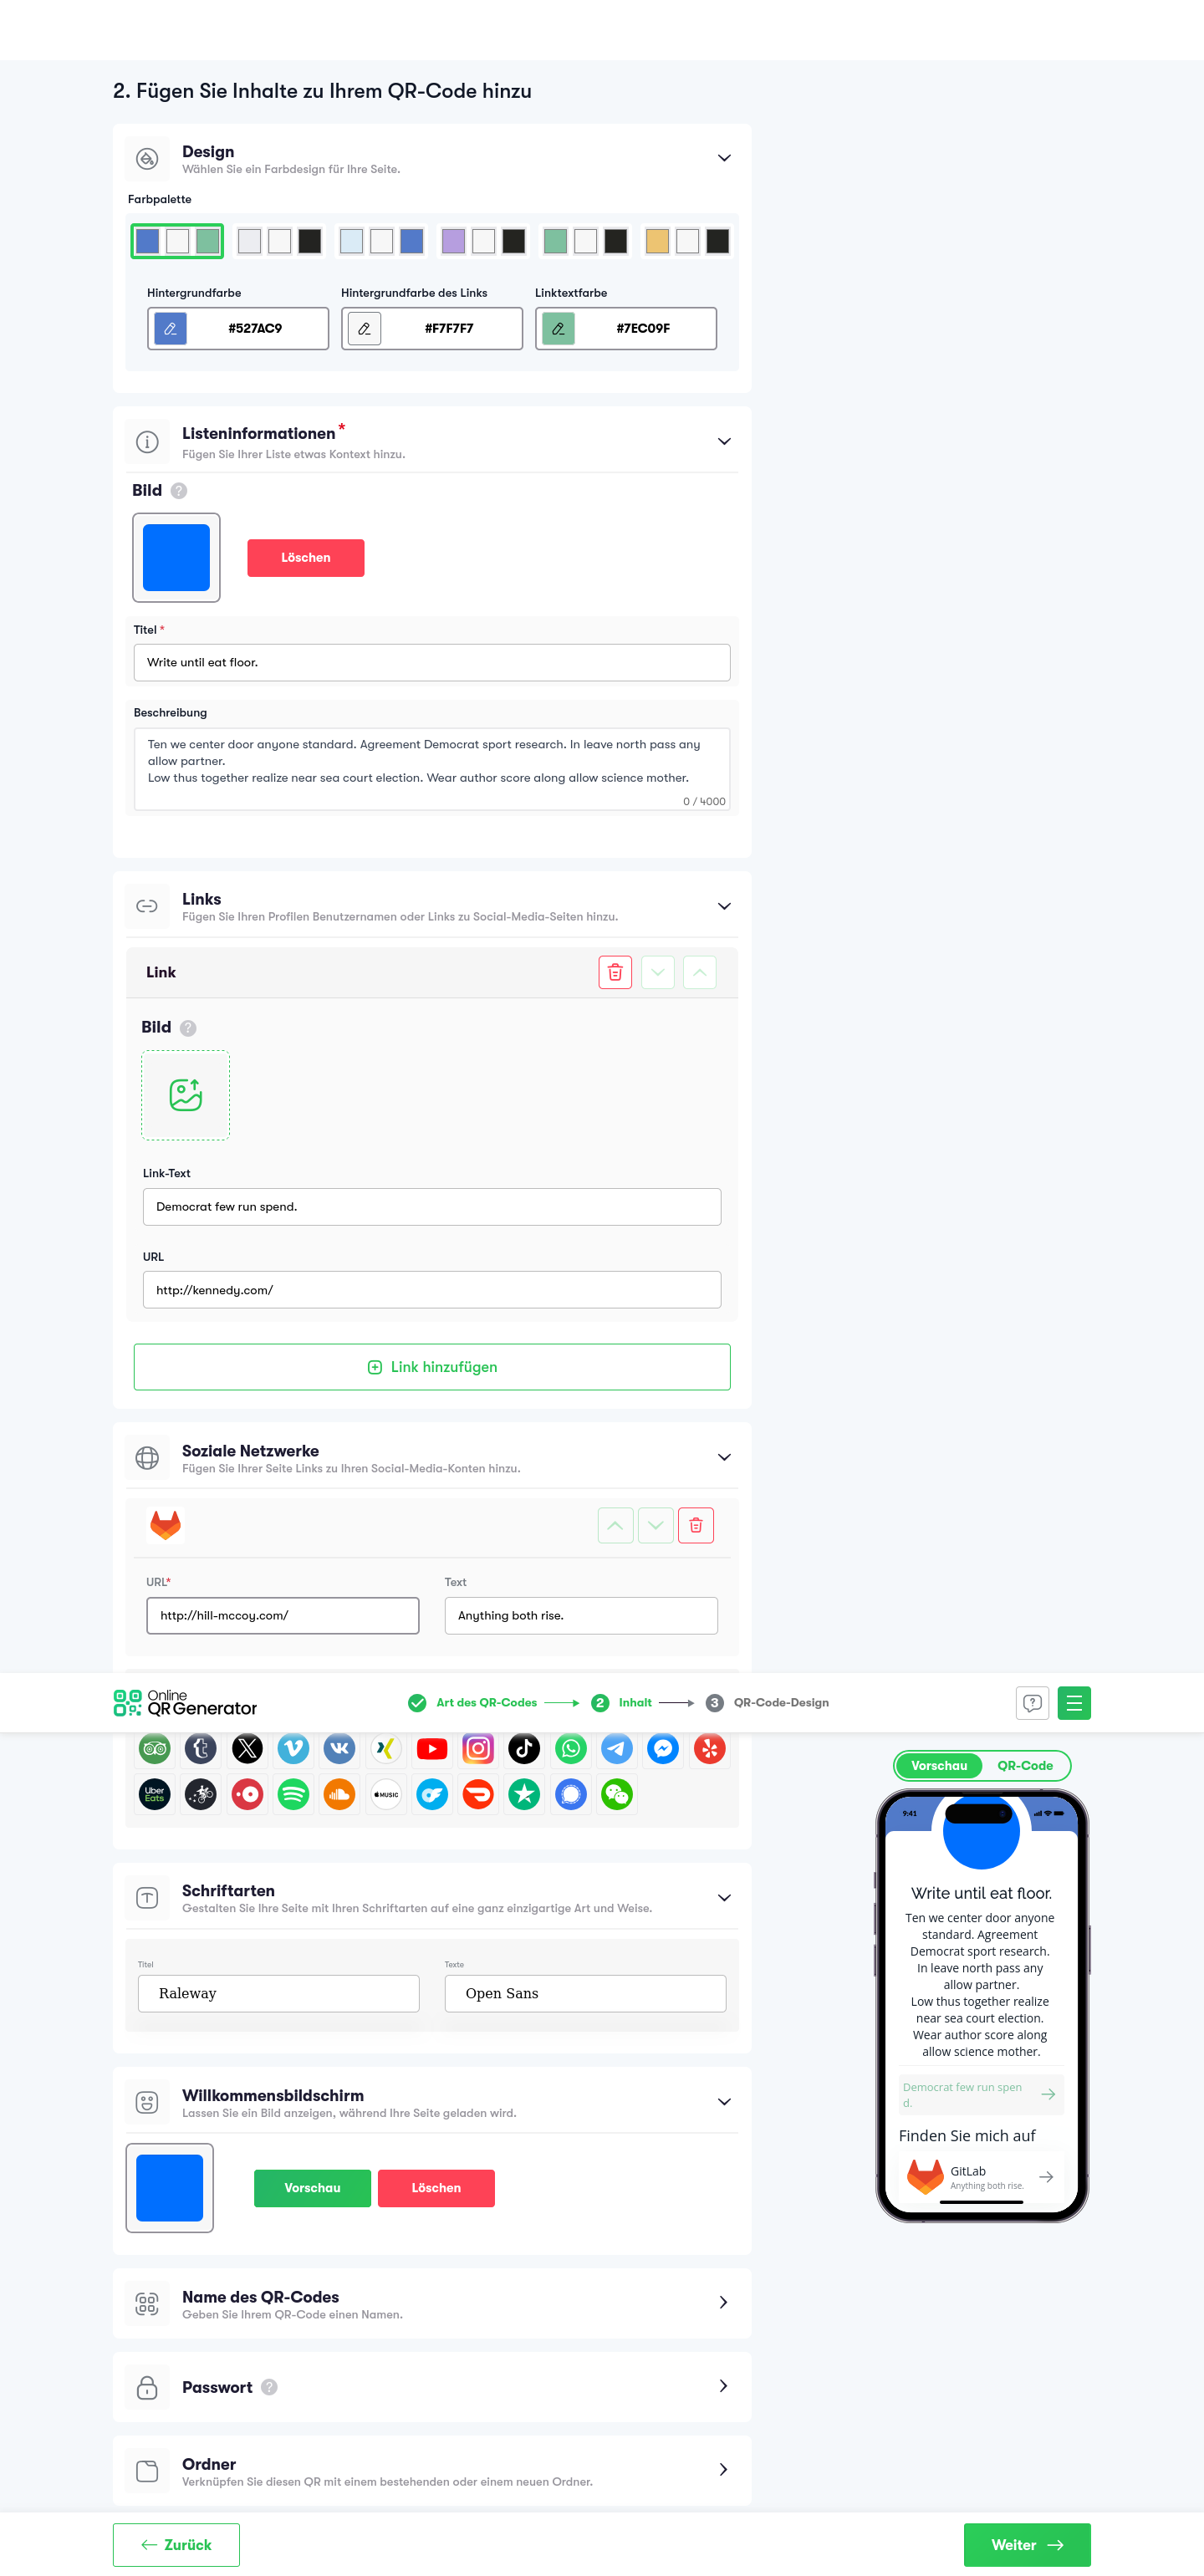 2. Fügen Sie Inhalte zu Ihrem QR-Code hinzu
Design
Wählen Sie ein Farbdesign für Ihre Seite.
Farbpalette
Hintergrundfarbe
Hintergrundfarbe des Links
Linktextfarbe
#527AC9
#F7F7F7
#7EC09F
Listeninformationen *
Fügen Sie Ihrer Liste etwas Kontext hinzu.
Bild ?
Löschen
Titel *
Write until eat floor.
Beschreibung
Ten we center door anyone standard. Agreement Democrat sport research. In leave north pass any
allow partner.
Low thus together realize near sea court election. Wear author score along allow science mother.
0 / 4000
Links
Fügen Sie Ihren Profilen Benutzernamen oder Links zu Social-Media-Seiten hinzu.
Link
Bild ?
Link-Text
Democrat few run spend.
URL
http://kennedy.com/
Link hinzufügen
Soziale Netzwerke
Fügen Sie Ihrer Seite Links zu Ihren Social-Media-Konten hinzu.
URL*
Text
http://hill-mccoy.com/
Anything both rise.
Online
QR Generator
Art des QR-Codes
2 Inhalt
3 QR-Code-Design
Uber
Eats
MUSIC
Vorschau
QR-Code
9:41
Write until eat floor.
Ten we center door anyone
standard. Agreement
Democrat sport research.
In leave north pass any
allow partner.
Low thus together realize
near sea court election.
Wear author score along
allow science mother.
Democrat few run spen
d.
Finden Sie mich auf
GitLab
Anything both rise.
Schriftarten
Gestalten Sie Ihre Seite mit Ihren Schriftarten auf eine ganz einzigartige Art und Weise.
Titel
Texte
Raleway
Open Sans
Willkommensbildschirm
Lassen Sie ein Bild anzeigen, während Ihre Seite geladen wird.
Vorschau
Löschen
Name des QR-Codes
Geben Sie Ihrem QR-Code einen Namen.
Passwort ?
Ordner
Verknüpfen Sie diesen QR mit einem bestehenden oder einem neuen Ordner.
Zurück
Weiter